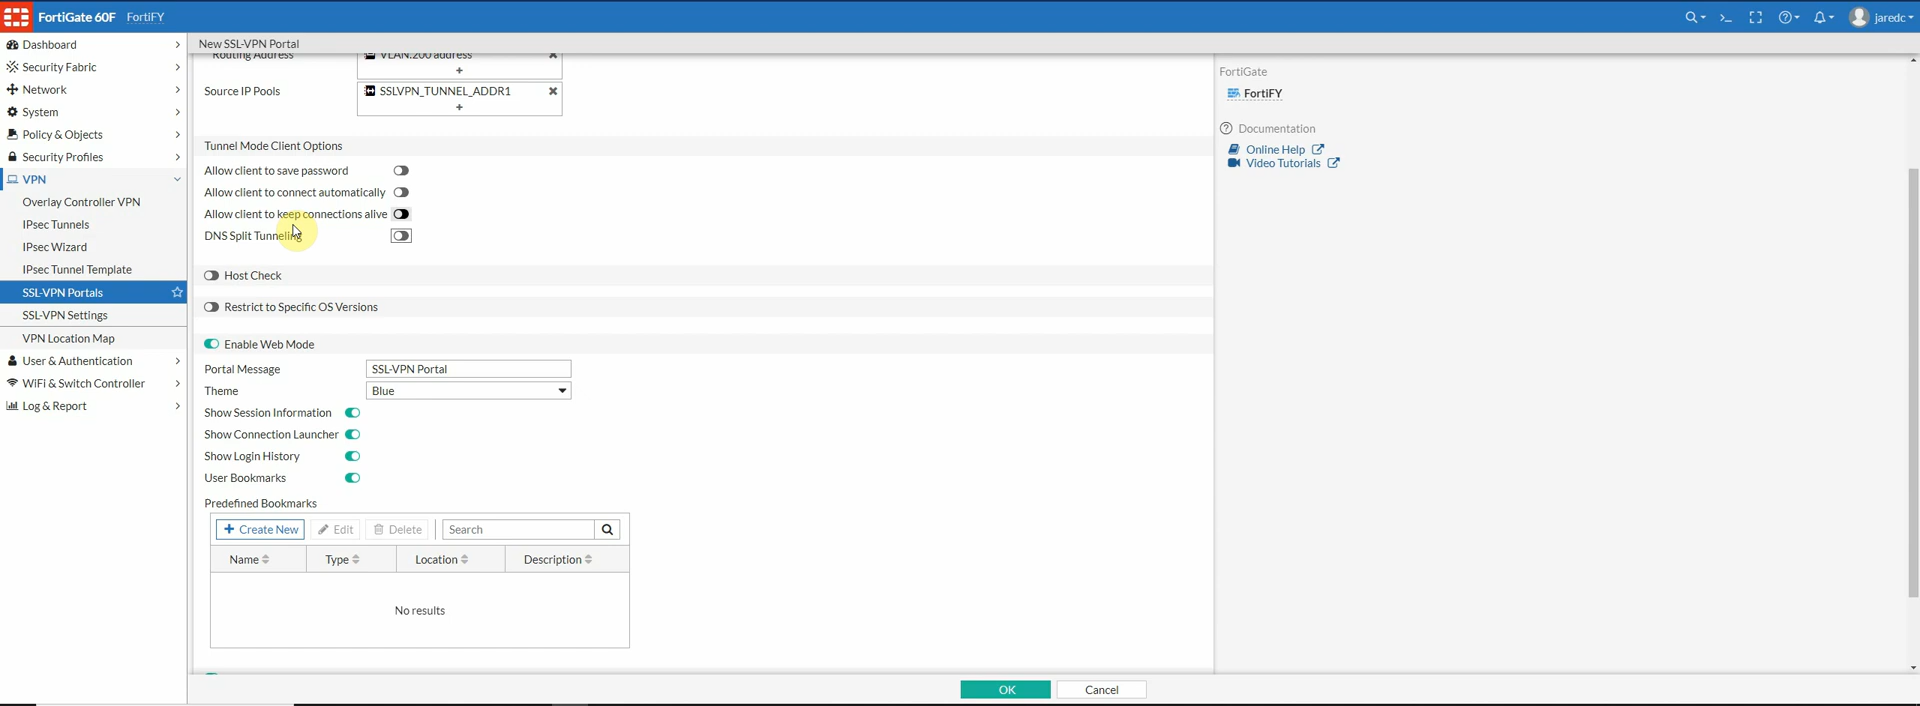 FortiGate 60F FortiFY
jaredc
Dashboard
Security Fabric
Network
System
Policy & Objects
Security Profiles
VPN
Overlay Controller VPN
IPsec Tunnels
IPsec Wizard
IPsec Tunnel Template
SSL-VPN Portals
SSL-VPN Settings
VPN Location Map
User & Authentication
WiFi & Switch Controller
Log & Report
New SSL-VPN Portal
Routing Address VLAN.200 address
+
Source IP Pools SSLVPN_TUNNEL_ADDR1
+
Tunnel Mode Client Options
Allow client to save password
Allow client to connect automatically
Allow client to keep connections alive
DNS Split Tunneling
Host Check
Restrict to Specific OS Versions
Enable Web Mode
Portal Message SSL-VPN Portal
Theme Blue
Show Session Information
Show Connection Launcher
Show Login History
User Bookmarks
Predefined Bookmarks
+ Create New Edit Delete Search
Name Type Location Description
No results
OK Cancel
FortiGate
FortiFY
Documentation
Online Help
Video Tutorials